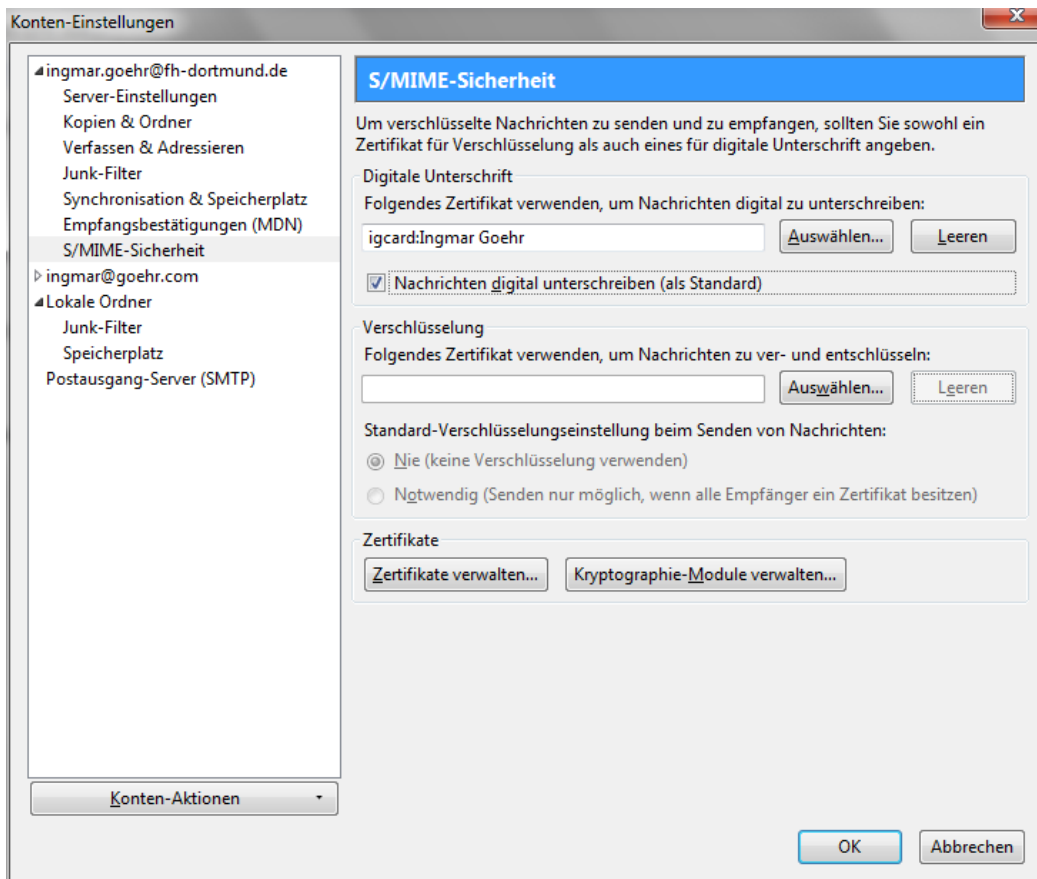 Konten-Einstellungen
ingmar.goehr@fh-dortmund.de
Server-Einstellungen
Kopien & Ordner
Verfassen & Adressieren
Junk-Filter
Synchronisation & Speicherplatz
Empfangsbestätigungen (MDN)
S/MIME-Sicherheit
ingmar@goehr.com
Lokale Ordner
Junk-Filter
Speicherplatz
Postausgang-Server (SMTP)
Konten-Aktionen
S/MIME-Sicherheit
Um verschlüsselte Nachrichten zu senden und zu empfangen, sollten Sie sowohl ein
Zertifikat für Verschlüsselung als auch eines für digitale Unterschrift angeben.
Digitale Unterschrift
Folgendes Zertifikat verwenden, um Nachrichten digital zu unterschreiben:
igcard:Ingmar Goehr Auswählen... Leeren
Nachrichten digital unterschreiben (als Standard)
Verschlüsselung
Folgendes Zertifikat verwenden, um Nachrichten zu ver- und entschlüsseln:
Auswählen... Leeren
Standard-Verschlüsselungseinstellung beim Senden von Nachrichten:
Nie (keine Verschlüsselung verwenden)
Notwendig (Senden nur möglich, wenn alle Empfänger ein Zertifikat besitzen)
Zertifikate
Zertifikate verwalten... Kryptographie-Module verwalten...
OK Abbrechen